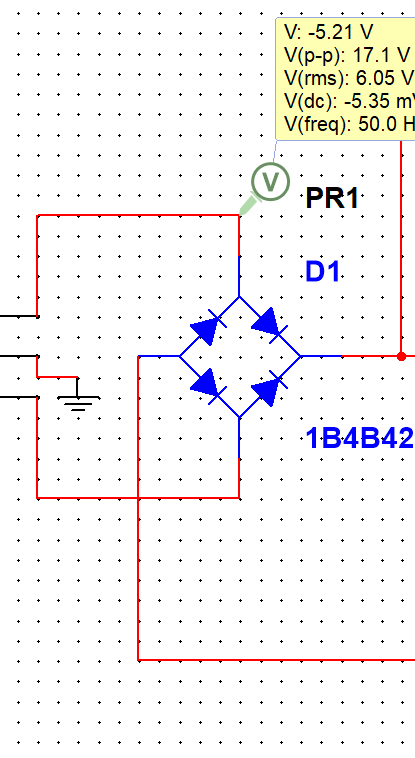 V: -5.21 V
V(p-p): 17.1 V
V(rms): 6.05 V
V(dc): -5.35 m
V(freq): 50.0 H
V
PR1
D1
1B4B42